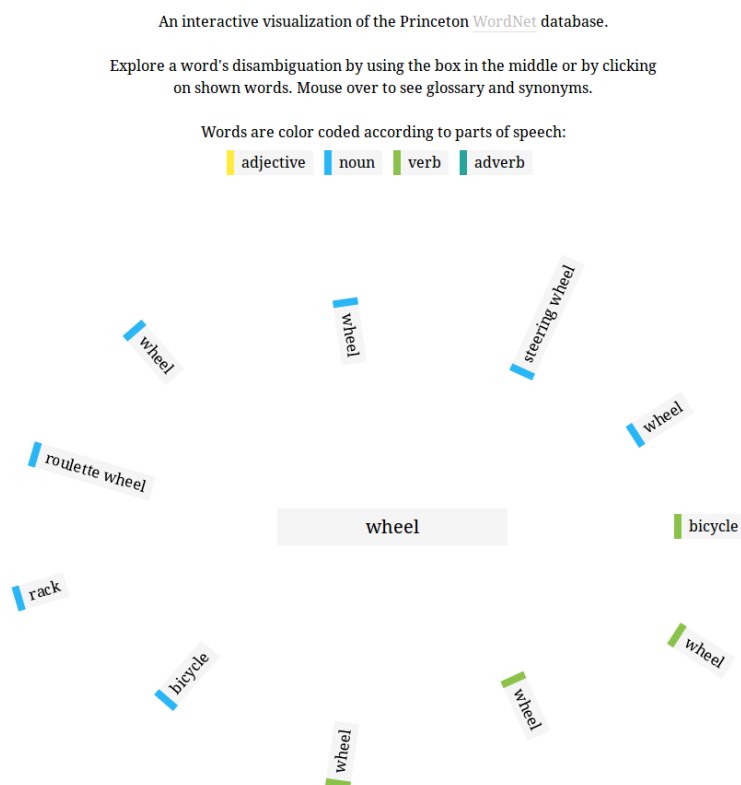 An interactive visualization of the Princeton WordNet database.
Explore a word's disambiguation by using the box in the middle or by clicking
on shown words. Mouse over to see glossary and synonyms.
Words are color coded according to parts of speech:
adjective noun verb adverb
steering wheel
wheel
wheel
wheel
roulette wheel
wheel
bicycle
rack
wheel
bicycle
wheel
wheel